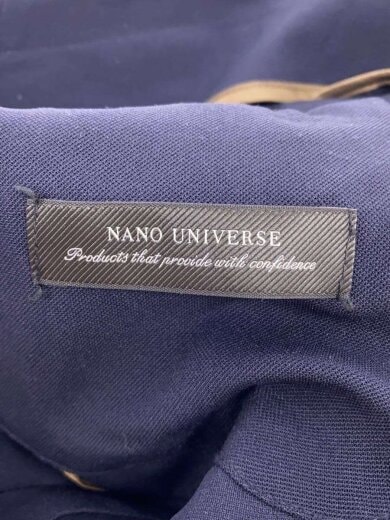 NANO UNIVERSE
Products that provide with confidence